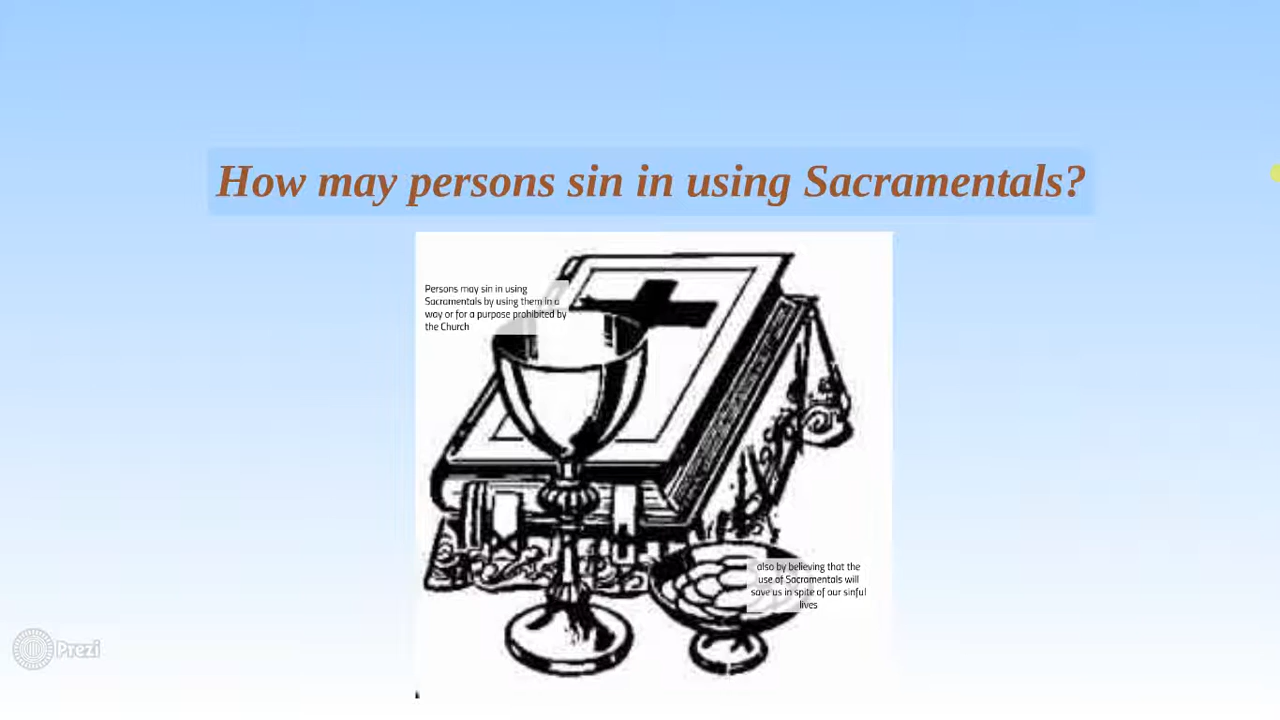 How may persons sin in using Sacramentals?
Persons may sin in using
Sacramentals by using them in a
way or for a purpose prohibited by
the Church
also by believing that the
use of Sacramentals will
save us in spite of our sinful
lives
Prezi